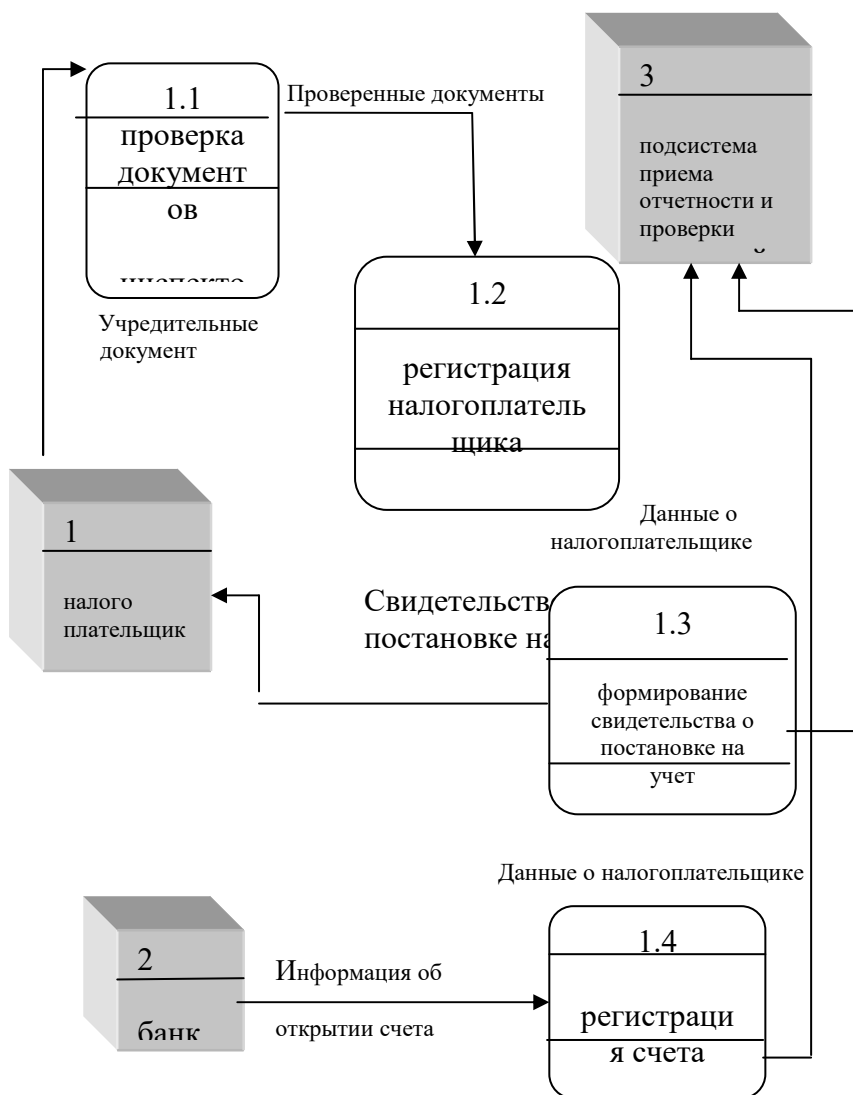 1.1
проверка
документ
ов
Проверенные документы
3
подсистема
приема
отчетности и
проверки
Учредительные
документ
1.2
регистрация
налогоплатель
щика
1
налого
плательщик
Данные о
налогоплательщике
Свидетельств
постановке на
1.3
формирование
свидетельства о
постановке на
учет
Данные о налогоплательщике
2
банк
Информация об
открытии счета
1.4
регистраци
я счета